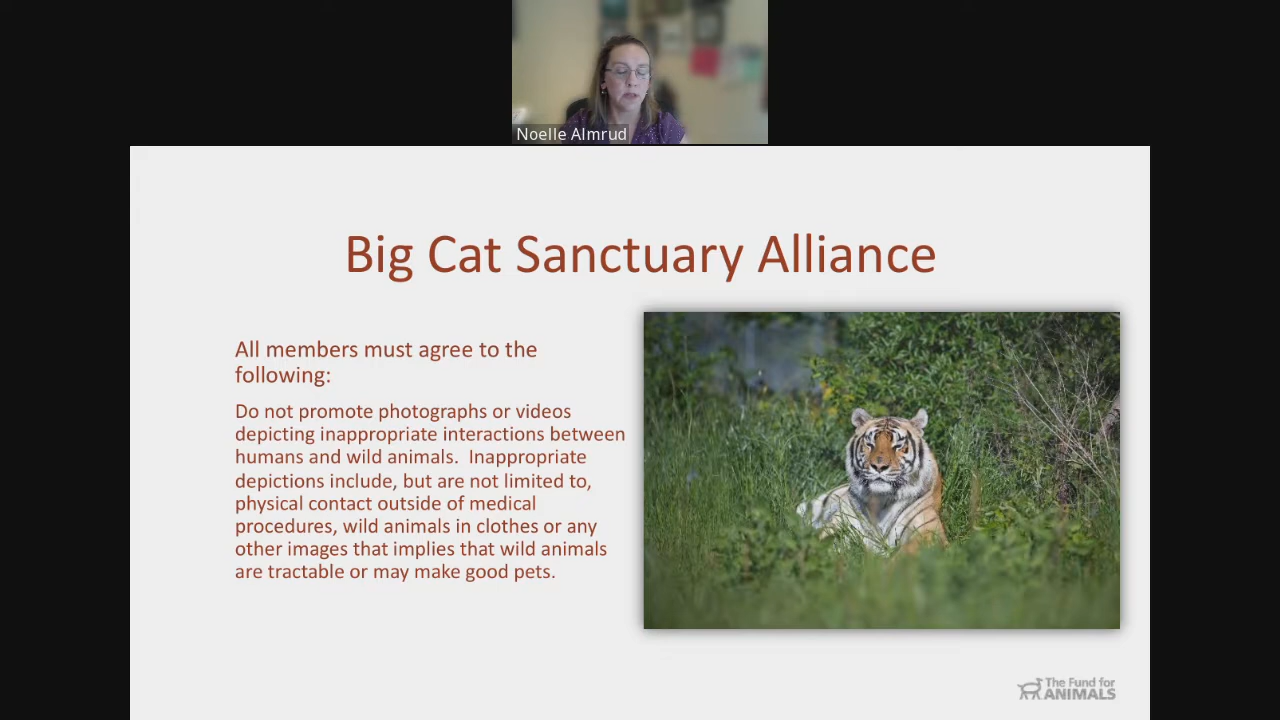 Noelle Almrud
Big Cat Sanctuary Alliance
All members must agree to the
following:
Do not promote photographs or videos
depicting inappropriate interactions between
humans and wild animals.  Inappropriate
depictions include, but are not limited to,
physical contact outside of medical
procedures, wild animals in clothes or any
other images that implies that wild animals
are tractable or may make good pets.
The Fund for
ANIMALS